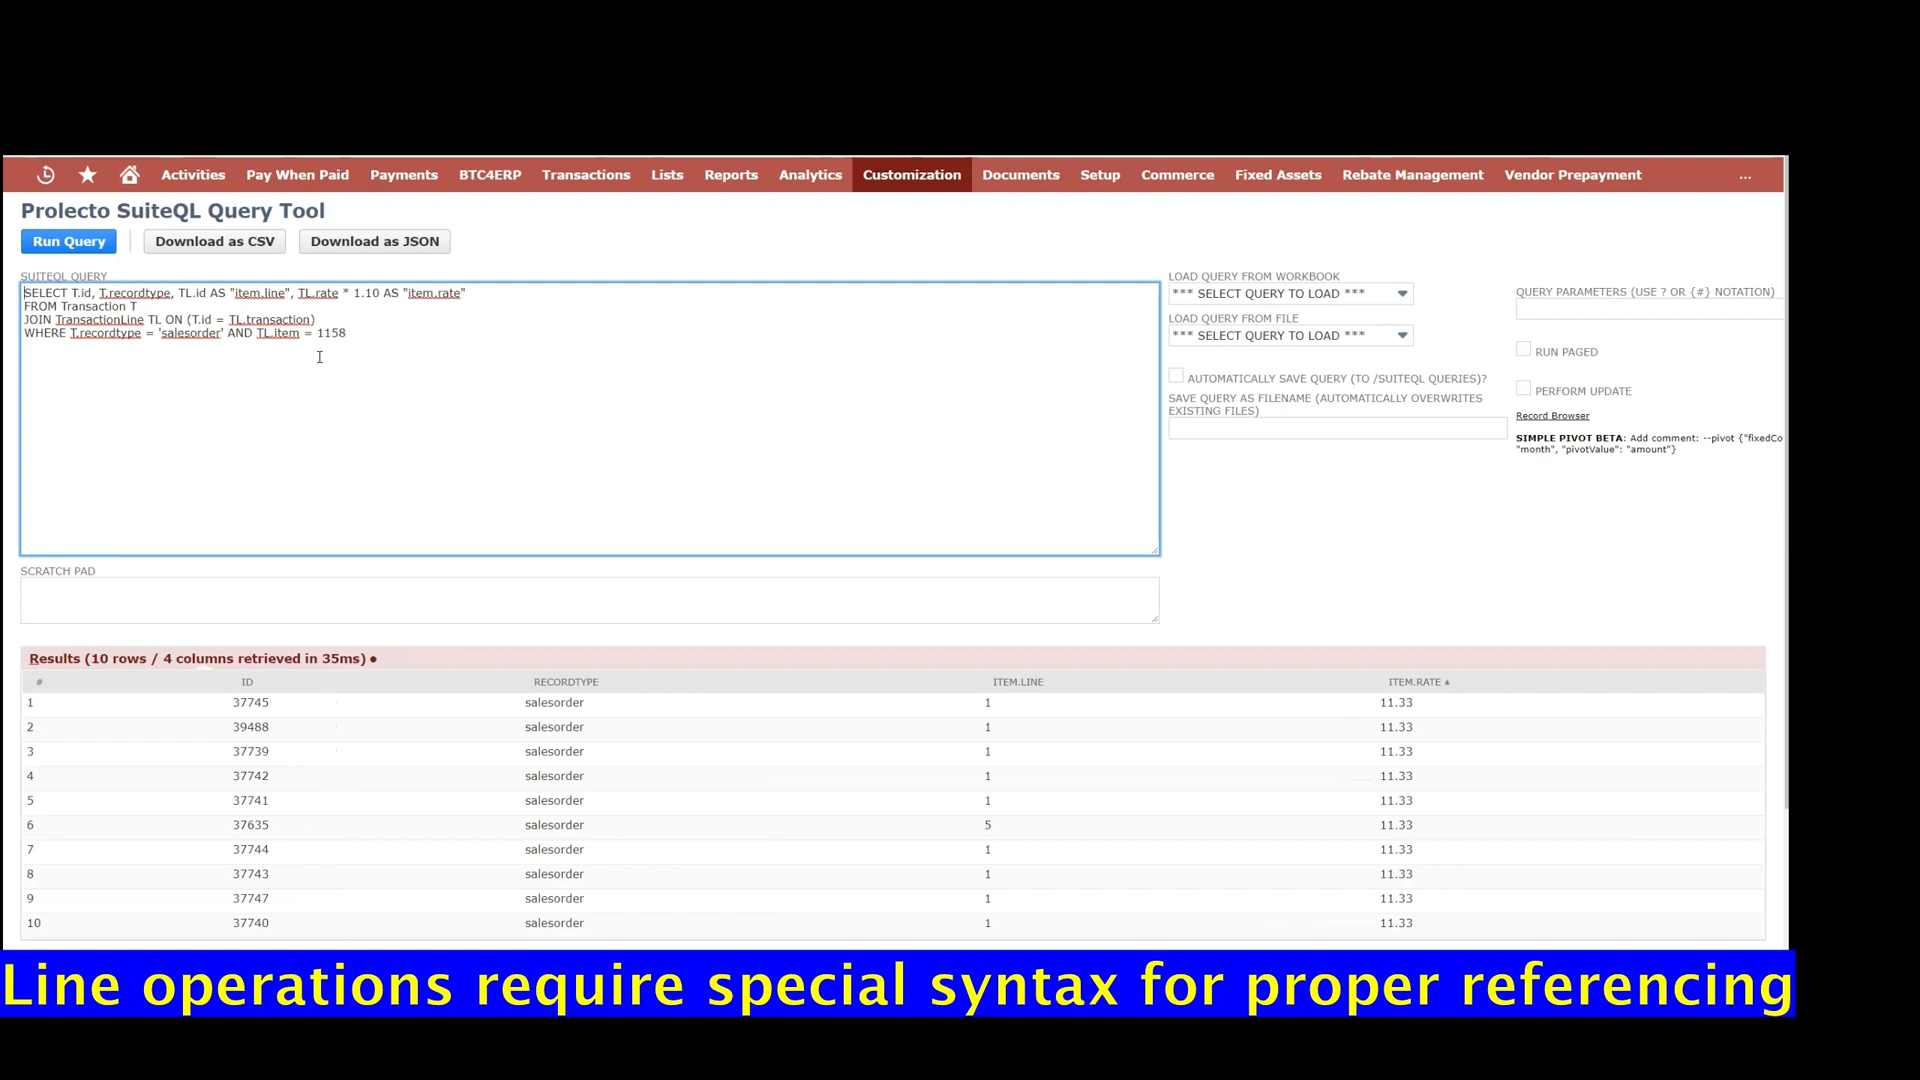 Activities Pay When Paid Payments BTC4ERP Transactions Lists Reports Analytics Customization Documents Setup Commerce Fixed Assets Rebate Management Vendor Prepayment ...
Prolecto SuiteQL Query Tool
Run Query Download as CSV Download as JSON
SUITEQL QUERY
SELECT T.id, T.recordtype, TL.id AS "item.line", TL.rate * 1.10 AS "item.rate"
FROM Transaction T
JOIN TransactionLine TL ON (T.id = TL.transaction)
WHERE T.recordtype = 'salesorder' AND TL.item = 1158
LOAD QUERY FROM WORKBOOK
*** SELECT QUERY TO LOAD ***
LOAD QUERY FROM FILE
*** SELECT QUERY TO LOAD ***
AUTOMATICALLY SAVE QUERY (TO /SUITEQL QUERIES)?
SAVE QUERY AS FILENAME (AUTOMATICALLY OVERWRITES
EXISTING FILES)
QUERY PARAMETERS (USE ? OR {#} NOTATION)
RUN PAGED
PERFORM UPDATE
Record Browser
SIMPLE PIVOT BETA: Add comment: --pivot {"fixedCo
"month", "pivotValue": "amount"}
SCRATCH PAD
Results (10 rows / 4 columns retrieved in 35ms) •
# ID RECORDTYPE ITEM.LINE ITEM.RATE ▲
1 37745 salesorder 1 11.33
2 39488 salesorder 1 11.33
3 37739 salesorder 1 11.33
4 37742 salesorder 1 11.33
5 37741 salesorder 1 11.33
6 37635 salesorder 5 11.33
7 37744 salesorder 1 11.33
8 37743 salesorder 1 11.33
9 37747 salesorder 1 11.33
10 37740 salesorder 1 11.33
Line operations require special syntax for proper referencing